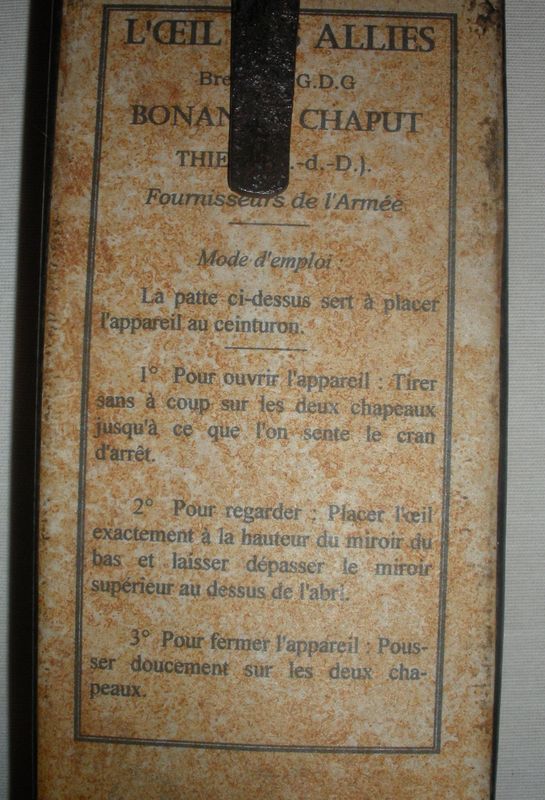 L'ŒIL ALLIES
G.D.G
CHAPUT
-d.-D.).
Fournisseurs de l'Armée
Mode d'emploi :
La patte ci-dessus sert à placer
l'appareil au ceinturon.
1° Pour ouvrir l'appareil : Tirer
sans à coup sur les deux chapeaux
jusqu'à ce que l'on sente le cran
d'arrêt.
2° Pour regarder : Placer l'œil
exactement à la hauteur du miroir du
bas et laisser dépasser le miroir
supérieur au dessus de l'abri.
3° Pour fermer l'appareil : Pous-
ser doucement sur les deux cha-
peaux.